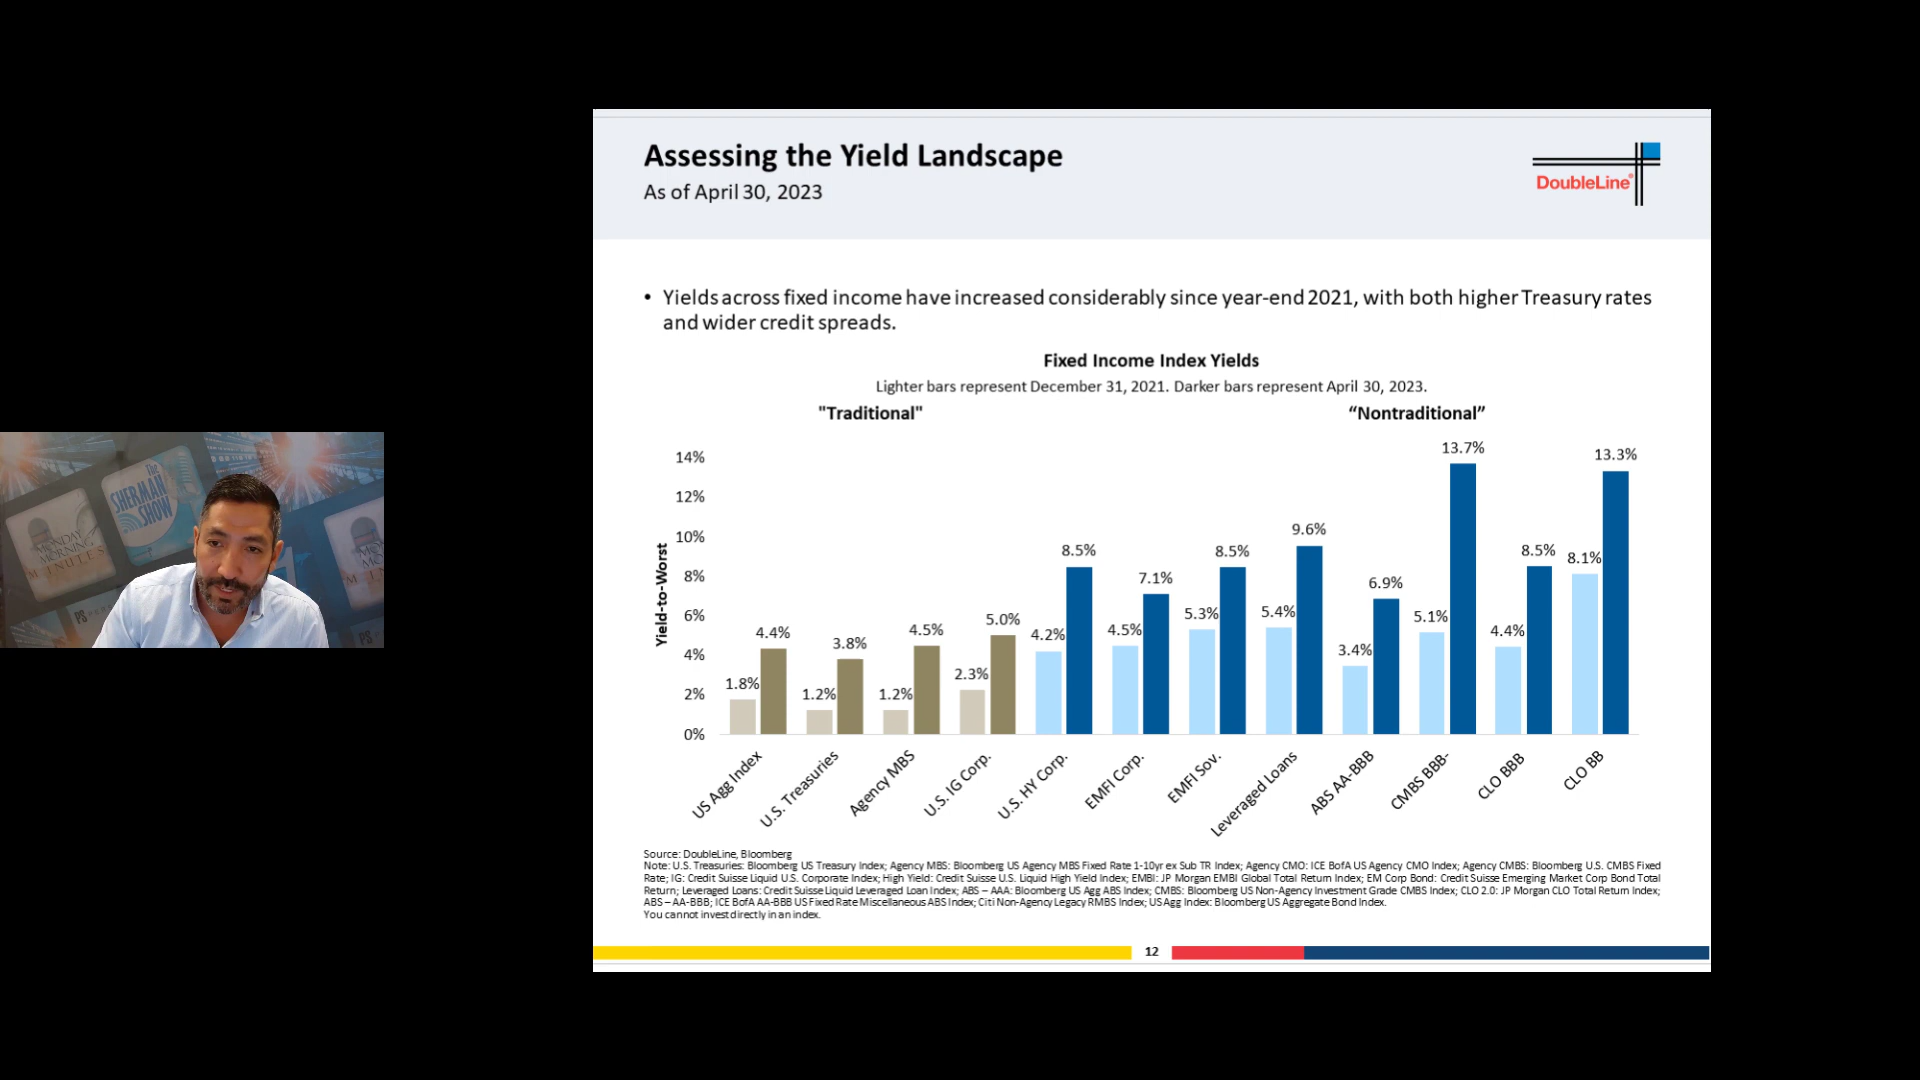 Assessing the Yield Landscape
As of April 30, 2023
DoubleLine®
• Yields across fixed income have increased considerably since year-end 2021, with both higher Treasury rates
and wider credit spreads.
Fixed Income Index Yields
Lighter bars represent December 31, 2021. Darker bars represent April 30, 2023.
"Traditional"
“Nontraditional”
Yield-to-Worst
14%
12%
10%
8%
6%
4%
2%
0%
1.8% 4.4%
1.2% 3.8%
1.2% 4.5%
2.3% 5.0%
4.2% 8.5%
4.5% 7.1%
5.3% 8.5%
5.4% 9.6%
3.4% 6.9%
5.1% 13.7%
4.4% 8.5%
8.1% 13.3%
US Agg Index
U.S. Treasuries
Agency MBS
U.S. IG Corp.
U.S. HY Corp.
EMFI Corp.
EMFI Sov.
Leveraged Loans
ABS AA-BBB
CMBS BBB-
CLO BBB
CLO BB
Source: DoubleLine, Bloomberg
Note: U.S. Treasuries: Bloomberg US Treasury Index; Agency MBS: Bloomberg US Agency MBS Fixed Rate 1-10yr ex Sub TR Index; Agency CMO: ICE BofA US Agency CMO Index; Agency CMBS: Bloomberg U.S. CMBS Fixed
Rate; IG: Credit Suisse Liquid U.S. Corporate Index; High Yield: Credit Suisse U.S. Liquid High Yield Index; EMBI: JP Morgan EMBI Global Total Return Index; EM Corp Bond: Credit Suisse Emerging Market Corp Bond Total
Return; Leveraged Loans: Credit Suisse Liquid Leveraged Loan Index; ABS – AAA: Bloomberg US Agg ABS Index; CMBS: Bloomberg US Non-Agency Investment Grade CMBS Index; CLO 2.0: JP Morgan CLO Total Return Index;
ABS – AA-BBB; ICE BofA AA-BBB US Fixed Rate Miscellaneous ABS Index; Citi Non-Agency Legacy RMBS Index; US Agg Index: Bloomberg US Aggregate Bond Index.
You cannot invest directly in an index.
12
The
SHERMAN
SHOW
MONDAY
MORNING
MINUTES
PS
PS